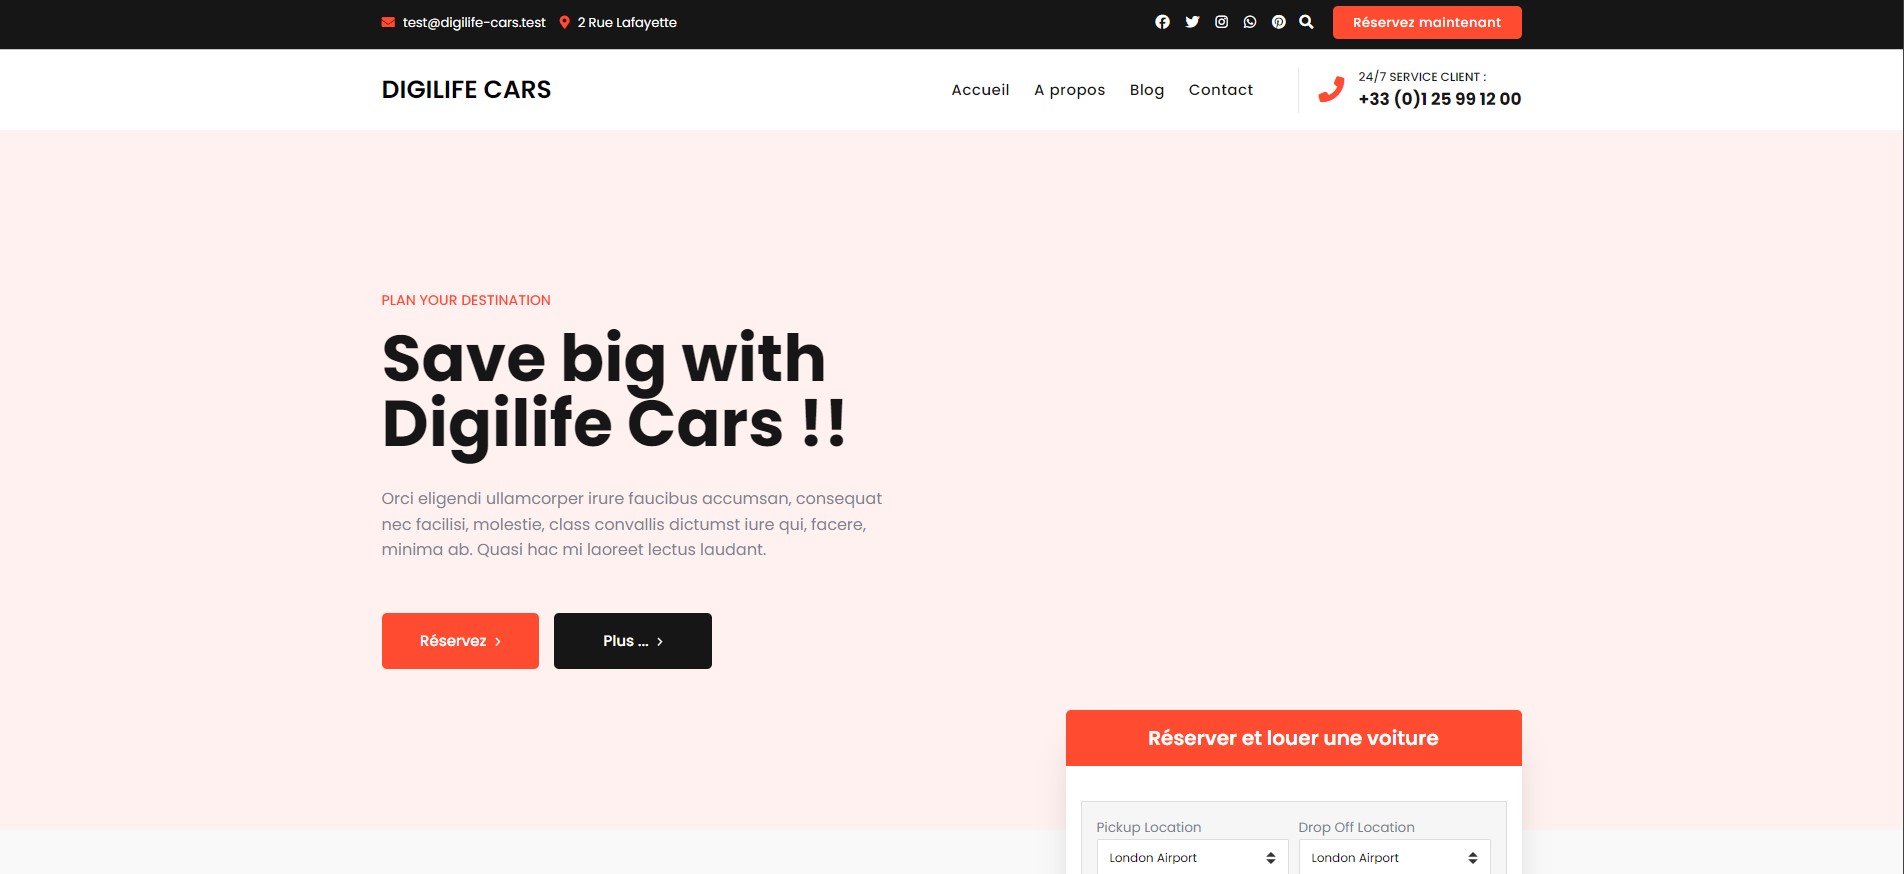 test@digilife-cars.test 2 Rue Lafayette
Réservez maintenant
DIGILIFE CARS
Accueil A propos Blog Contact
24/7 SERVICE CLIENT :
+33 (0)1 25 99 12 00
PLAN YOUR DESTINATION
Save big with
Digilife Cars !!
Orci eligendi ullamcorper irure faucibus accumsan, consequat
nec facilisi, molestie, class convallis dictumst iure qui, facere,
minima ab. Quasi hac mi laoreet lectus laudant.
Réservez Plus ...
Réserver et louer une voiture
Pickup Location Drop Off Location
London Airport London Airport